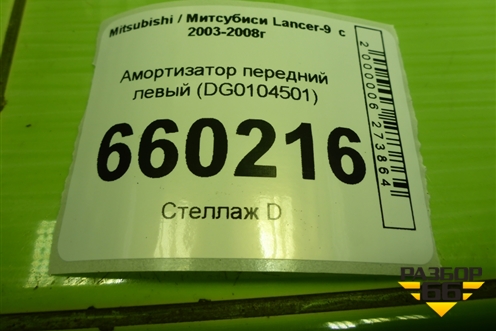 Mitsubishi / Митсубиси Lancer-9 с
2003-2008г
Амортизатор передний
левый (DG0104501)
660216
Стеллаж D
2000006273864
РАЗБОР
66